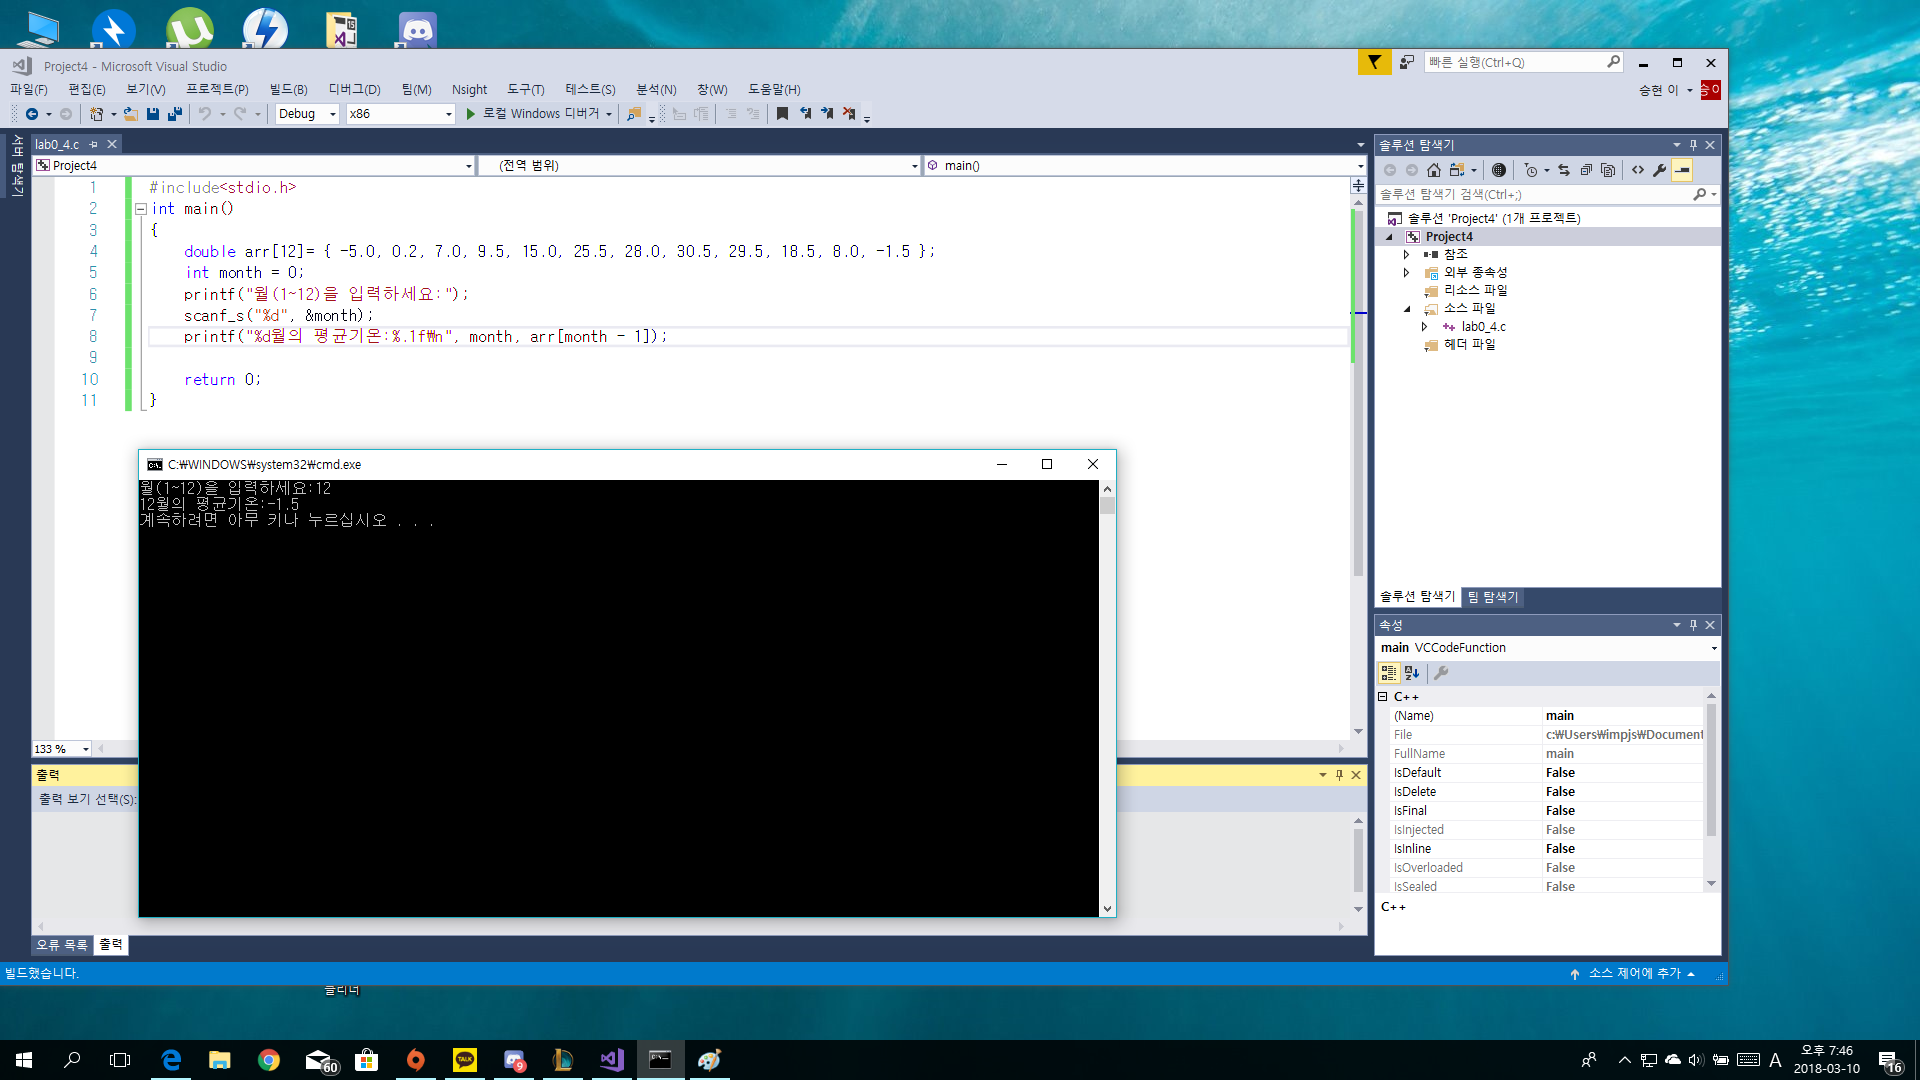 Project4 - Microsoft Visual Studio
빠른 실행(Ctrl+Q)
파일(F) 편집(E) 보기(V) 프로젝트(P) 빌드(B) 디버그(D) 팀(M) Nsight 도구(T) 테스트(S) 분석(N) 창(W) 도움말(H)
승현 이
승이
Debug x86 로컬 Windows 디버거
서버 탐색기
lab0_4.c
Project4 (전역 범위) main()
1 #include<stdio.h>
2 int main()
3 {
4 double arr[12]= { -5.0, 0.2, 7.0, 9.5, 15.0, 25.5, 28.0, 30.5, 29.5, 18.5, 8.0, -1.5 };
5 int month = 0;
6 printf("월(1~12)을 입력하세요:");
7 scanf_s("%d", &month);
8 printf("%d월의 평균기온:%.1f₩n", month, arr[month - 1]);
9
10 return 0;
11 }
C:₩WINDOWS₩system32₩cmd.exe
월(1~12)을 입력하세요:12
12월의 평균기온:-1.5
계속하려면 아무 키나 누르십시오 . . .
133 %
출력
출력 보기 선택(S):
오류 목록 출력
빌드했습니다.
소스 제어에 추가
솔루션 탐색기
솔루션 탐색기 검색(Ctrl+;)
솔루션 'Project4' (1개 프로젝트)
Project4
참조
외부 종속성
리소스 파일
소스 파일
lab0_4.c
헤더 파일
솔루션 탐색기 팀 탐색기
속성
main VCCodeFunction
C++
(Name) main
File c:₩Users₩impjs₩Document
FullName main
IsDefault False
IsDelete False
IsFinal False
IsInjected False
IsInline False
IsOverloaded False
IsSealed False
C++
TALK
60
9
A
오후 7:46
2018-03-10
16